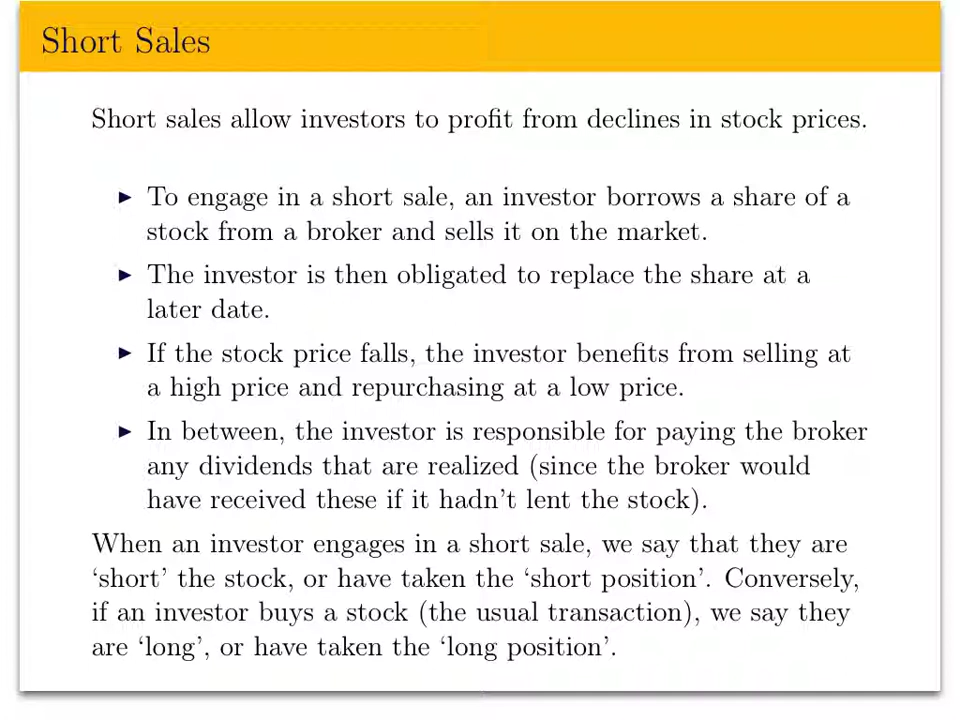 Short Sales
Short sales allow investors to profit from declines in stock prices.
▶ To engage in a short sale, an investor borrows a share of a
stock from a broker and sells it on the market.
▶ The investor is then obligated to replace the share at a
later date.
▶ If the stock price falls, the investor benefits from selling at
a high price and repurchasing at a low price.
▶ In between, the investor is responsible for paying the broker
any dividends that are realized (since the broker would
have received these if it hadn't lent the stock).
When an investor engages in a short sale, we say that they are
‘short’ the stock, or have taken the ‘short position’. Conversely,
if an investor buys a stock (the usual transaction), we say they
are ‘long’, or have taken the ‘long position’.